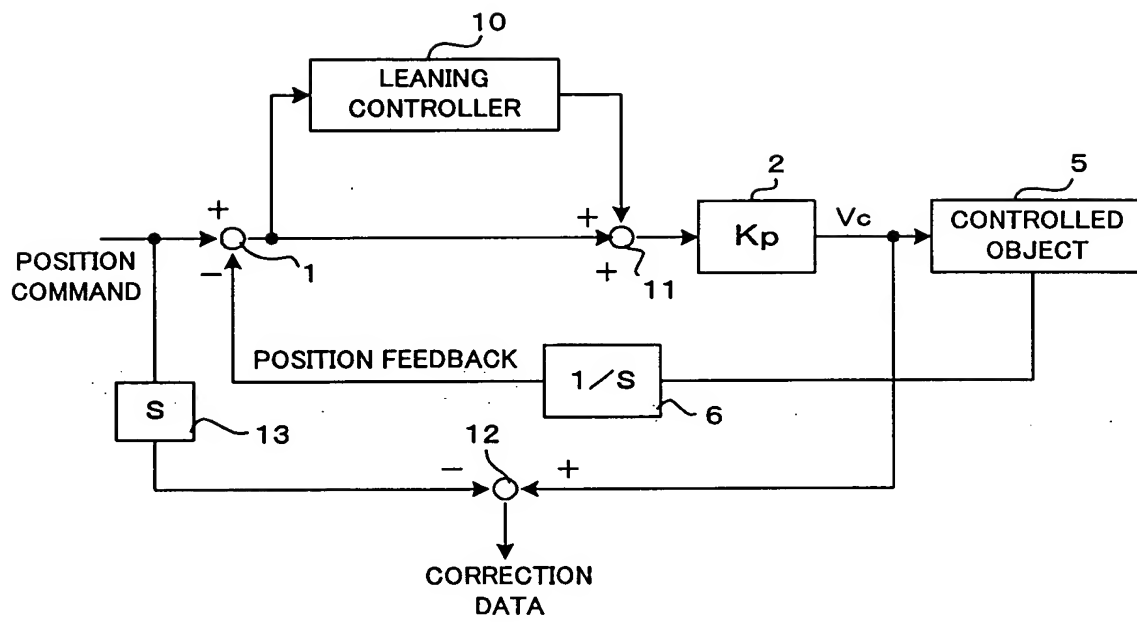 10
LEANING
CONTROLLER
2
5
+
+
Kp
Vc
CONTROLLED
OBJECT
POSITION
COMMAND
−
1
+
11
POSITION FEEDBACK
1/S
6
S
13
12
−
+
CORRECTION
DATA